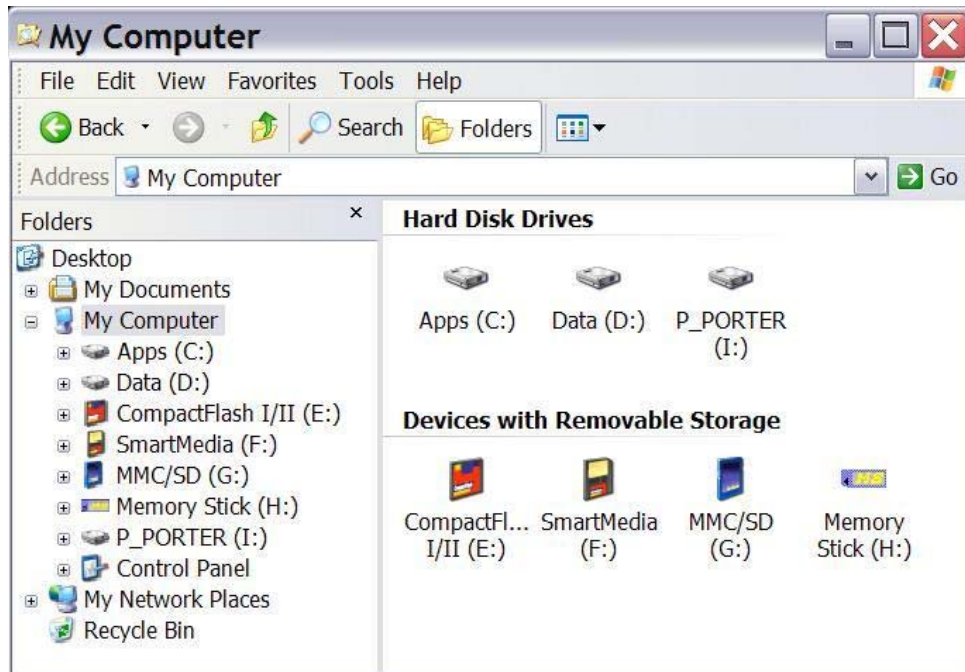 My Computer
File Edit View Favorites Tools Help
Back Search Folders
Address My Computer Go
Folders ×
Desktop
My Documents
My Computer
Apps (C:)
Data (D:)
CompactFlash I/II (E:)
SmartMedia (F:)
MMC/SD (G:)
Memory Stick (H:)
P_PORTER (I:)
Control Panel
My Network Places
Recycle Bin
Hard Disk Drives
Apps (C:) Data (D:) P_PORTER
(I:)
Devices with Removable Storage
CompactFl... SmartMedia MMC/SD Memory
I/II (E:) (F:) (G:) Stick (H:)